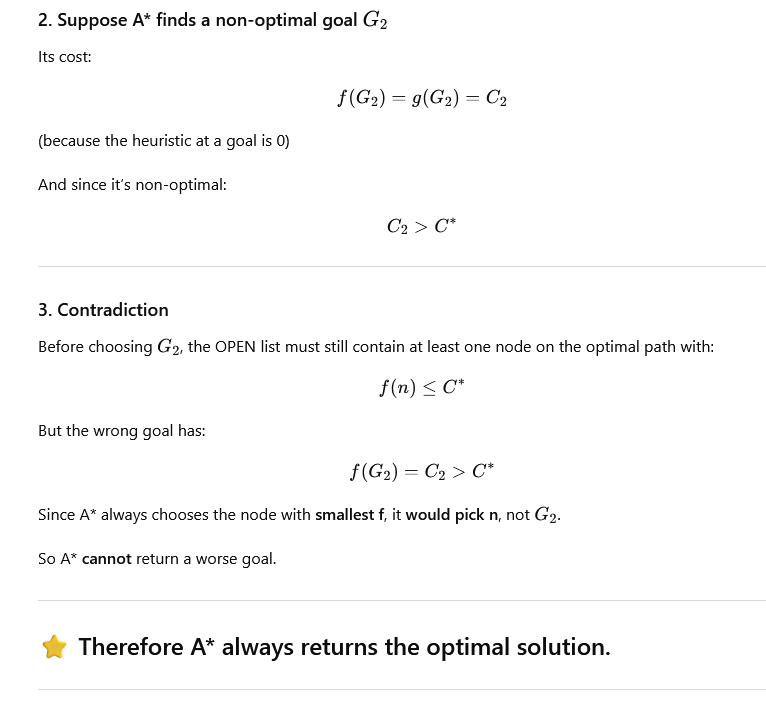 2. Suppose A* finds a non-optimal goal G₂
Its cost:
f(G₂) = g(G₂) = C₂
(because the heuristic at a goal is 0)
And since it's non-optimal:
C₂ > C*
3. Contradiction
Before choosing G₂, the OPEN list must still contain at least one node on the optimal path with:
f(n) ≤ C*
But the wrong goal has:
f(G₂) = C₂ > C*
Since A* always chooses the node with smallest f, it would pick n, not G₂.
So A* cannot return a worse goal.
⭐ Therefore A* always returns the optimal solution.